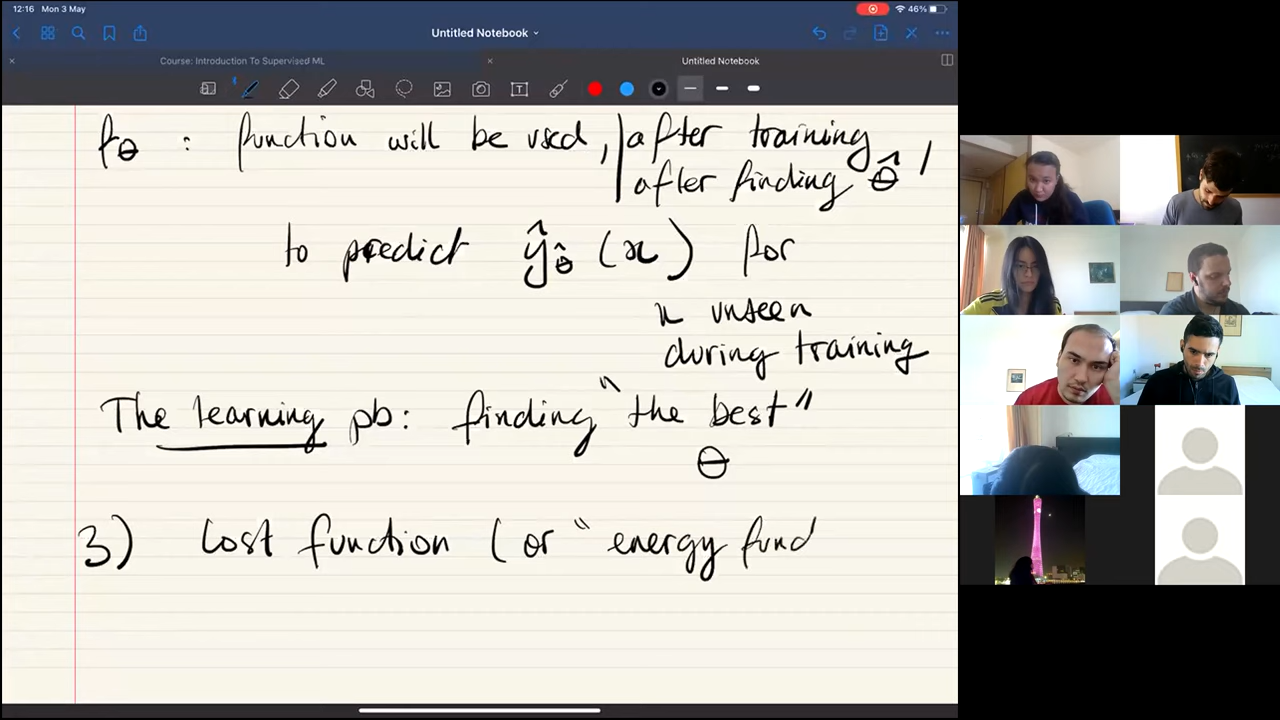 12:16 Mon 3 May
46%
Untitled Notebook
Course: Introduction To Supervised ML
Untitled Notebook
fθ : function will be used, | after training
after finding θ̂ /
to predict ŷθ̂ (x) for
x unseen
during training
The learning pb: finding "the best"
θ
3) Cost function (or "energy func